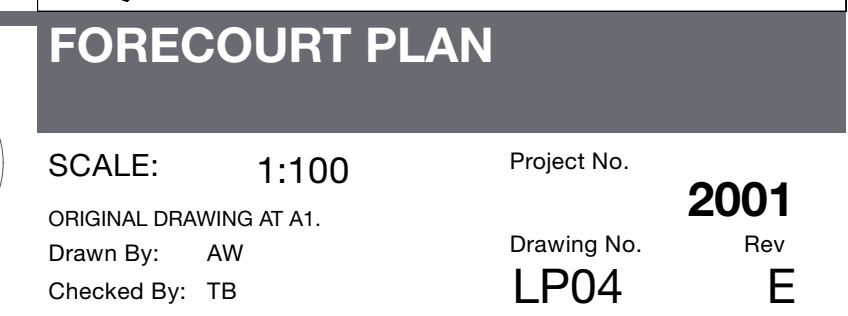 FORECOURT PLAN
SCALE: 1:100
ORIGINAL DRAWING AT A1.
Drawn By: AW
Checked By: TB
Project No.
2001
Drawing No. Rev
LP04 E